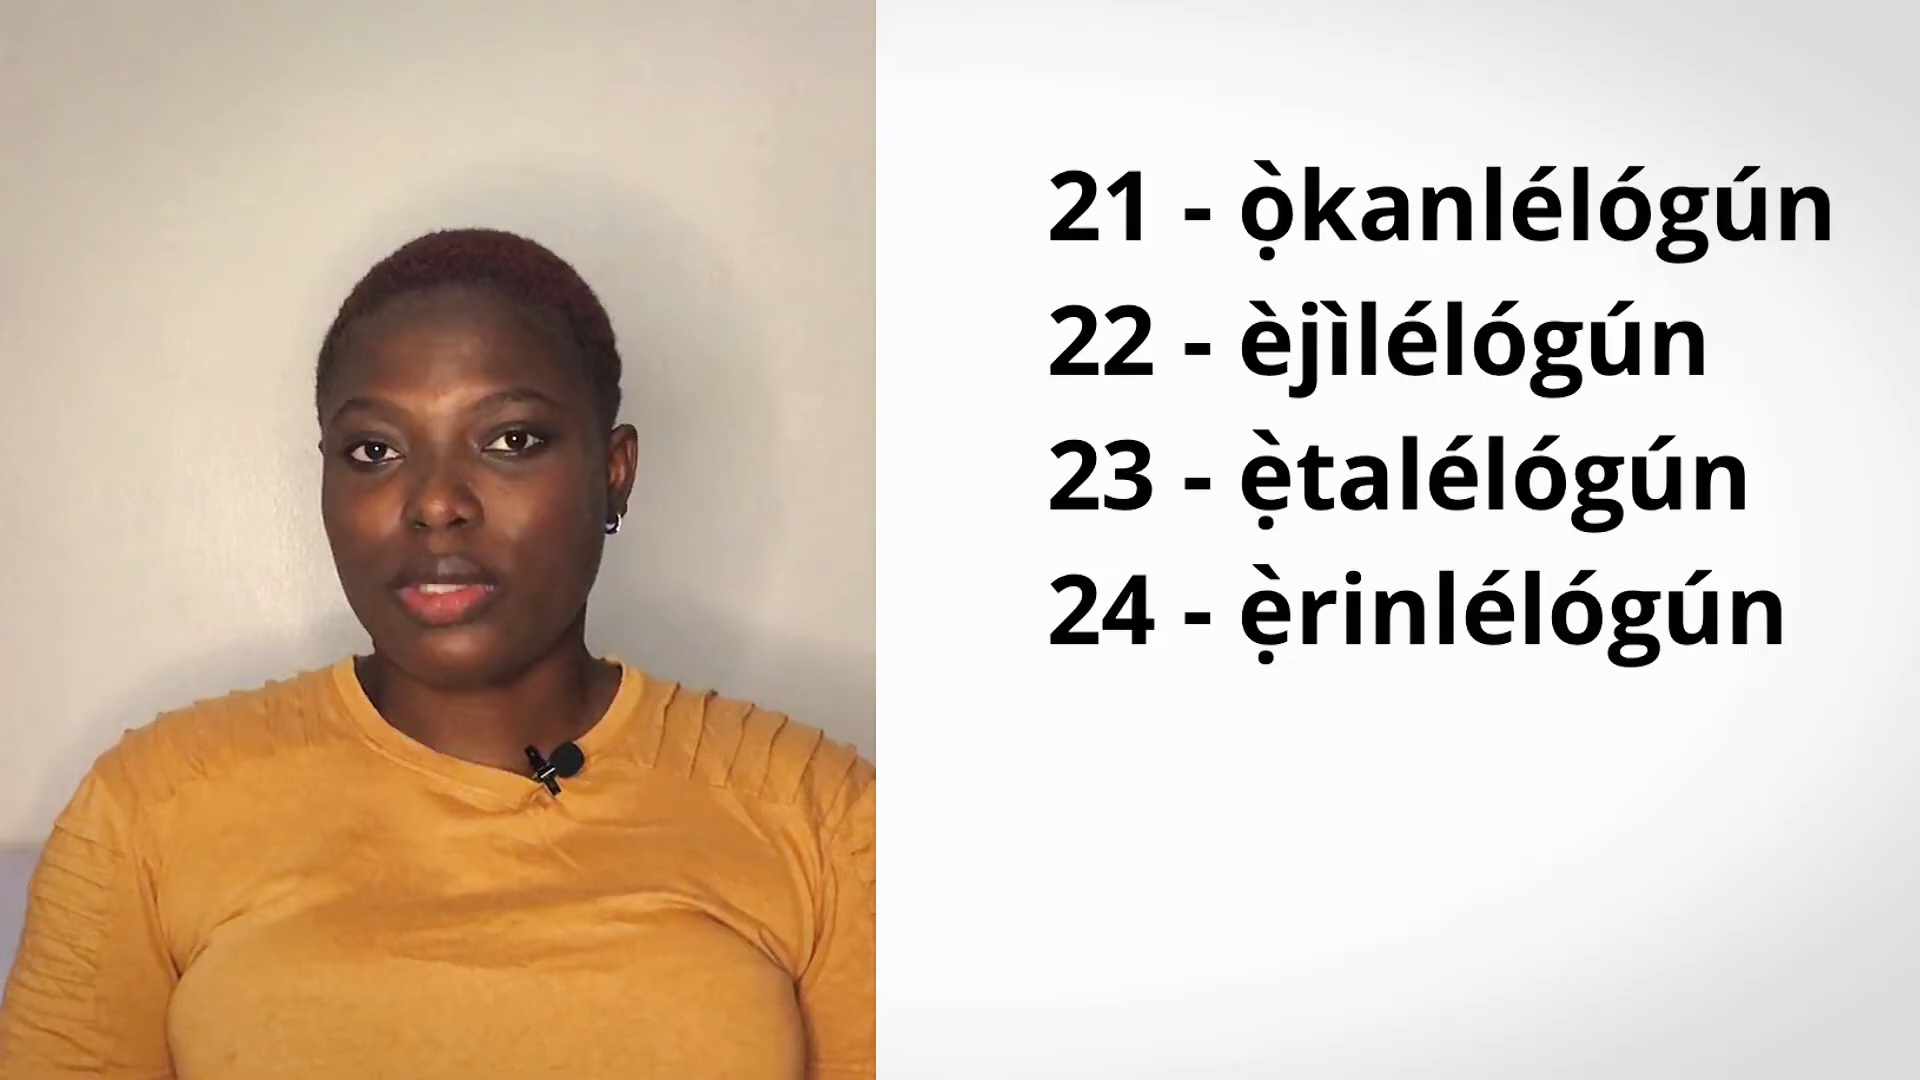 21 - ọ̀kanlélógún
22 - èjìlélógún
23 - ẹ̀talélógún
24 - ẹ̀rinlélógún